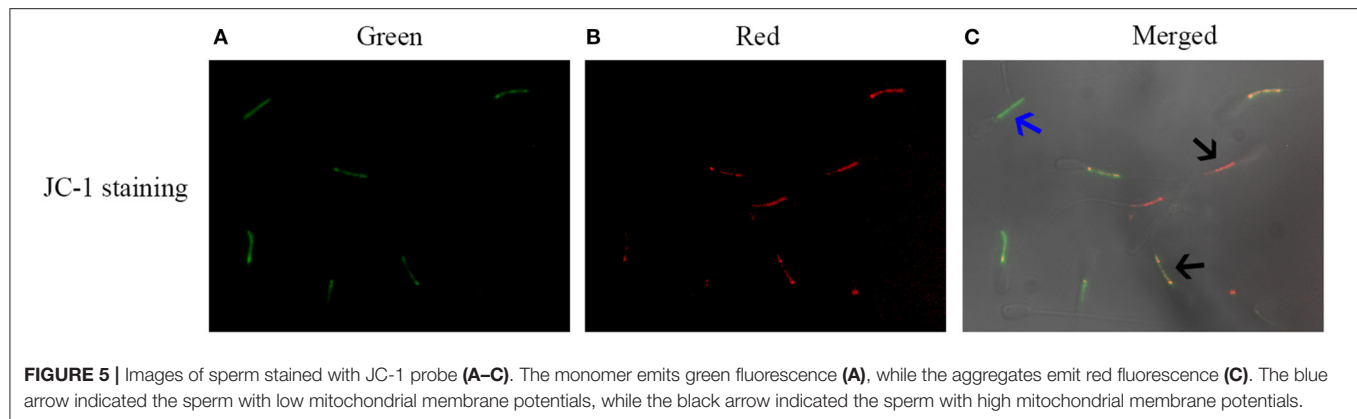 A Green B Red C Merged
JC-1 staining
FIGURE 5 | Images of sperm stained with JC-1 probe (A–C). The monomer emits green fluorescence (A), while the aggregates emit red fluorescence (C). The blue
arrow indicated the sperm with low mitochondrial membrane potentials, while the black arrow indicated the sperm with high mitochondrial membrane potentials.